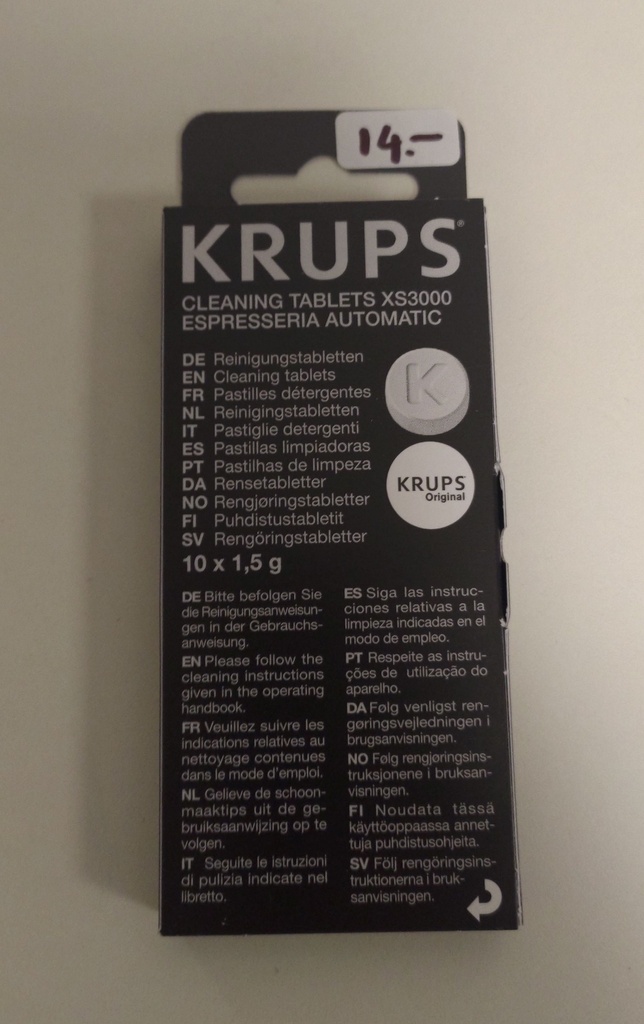 14.-
KRUPS®
CLEANING TABLETS XS3000
ESPRESSERIA AUTOMATIC
DE Reinigungstabletten
EN Cleaning tablets
FR Pastilles détergentes
NL Reinigingstabletten
IT Pastiglie detergenti
ES Pastillas limpiadoras
PT Pastilhas de limpeza
DA Rensetabletter
NO Rengjøringstabletter
FI Puhdistustabletit
SV Rengöringstabletter
10 x 1,5 g
K
KRUPS
Original
DE Bitte befolgen Sie
die Reinigungsanweisun-
gen in der Gebrauchs-
anweisung.
EN Please follow the
cleaning instructions
given in the operating
handbook.
FR Veuillez suivre les
indications relatives au
nettoyage contenues
dans le mode d'emploi.
NL Gelieve de schoon-
maaktips uit de ge-
bruiksaanwijzing op te
volgen.
IT Seguite le istruzioni
di pulizia indicate nel
libretto.
ES Siga las instruc-
ciones relativas a la
limpieza indicadas en el
modo de empleo.
PT Respeite as instru-
ções de utilização do
aparelho.
DA Følg venligst ren-
gøringsvejledningen i
brugsanvisningen.
NO Følg rengjøringsins-
truksjonene i bruksan-
visningen.
FI Noudata tässä
käyttöoppaassa annet-
tuja puhdistusohjeita.
SV Följ rengöringsins-
truktionerna i bruk-
sanvisningen.